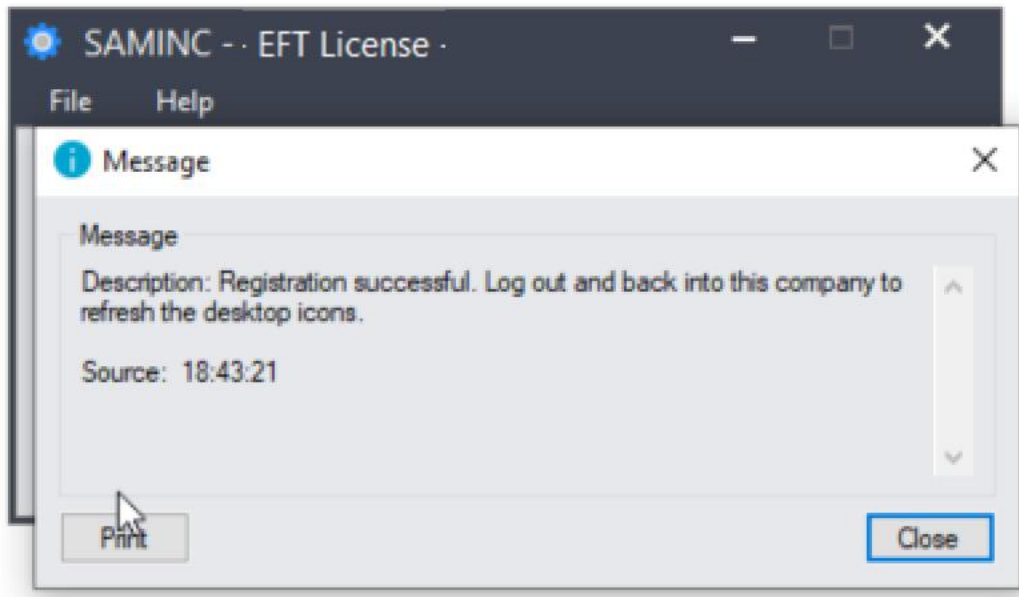 SAMINC - · EFT License ·
File Help
Message
Message
Description: Registration successful. Log out and back into this company to
refresh the desktop icons.
Source: 18:43:21
Print
Close